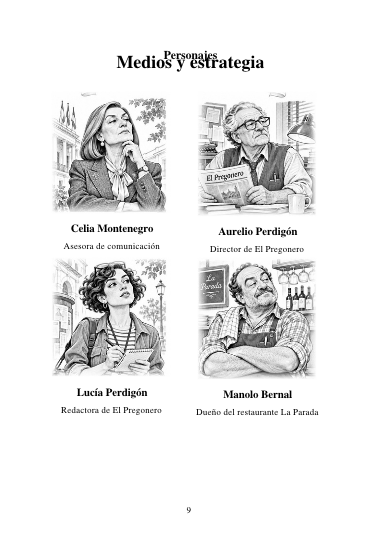 Personajes
Medios y estrategia
El Pregonero
Celia Montenegro
Asesora de comunicación
Aurelio Perdigón
Director de El Pregonero
La
Parada
Lucía Perdigón
Redactora de El Pregonero
Manolo Bernal
Dueño del restaurante La Parada
9